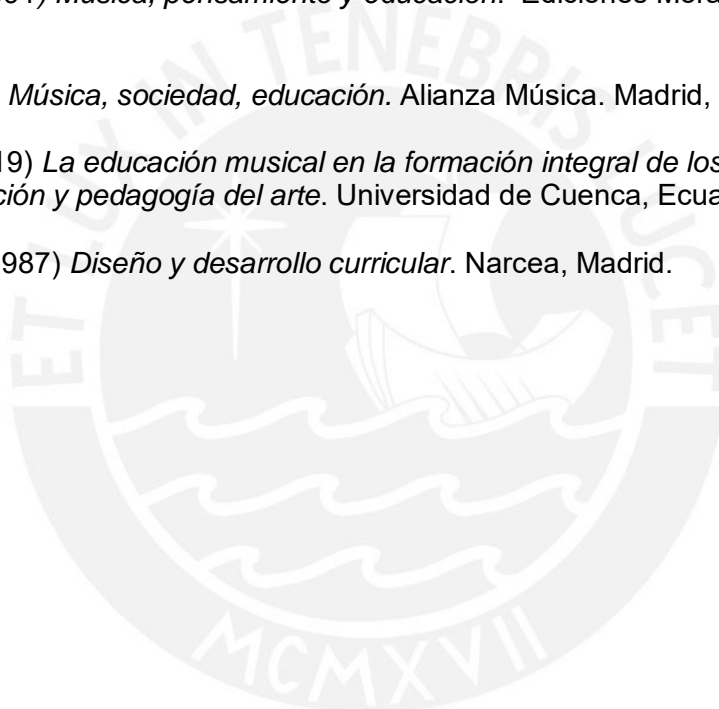 Música, pensamiento y educación. Ediciones
Música, sociedad, educación. Alianza Música. Madrid,
19) La educación musical en la formación integral de los
ción y pedagogía del arte. Universidad de Cuenca,
987) Diseño y desarrollo curricular. Narcea, Madrid.
ET LUX IN TENEBRIS LUCET
MCMXVII